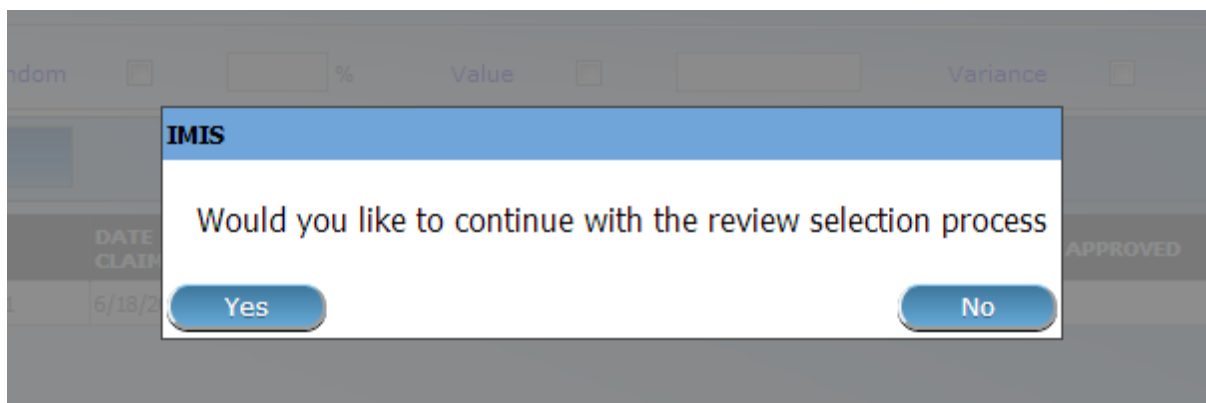 ndom % Value Variance
IMIS
Would you like to continue with the review selection process
DATE
CLAIM
APPROVED
6/18/2
Yes No